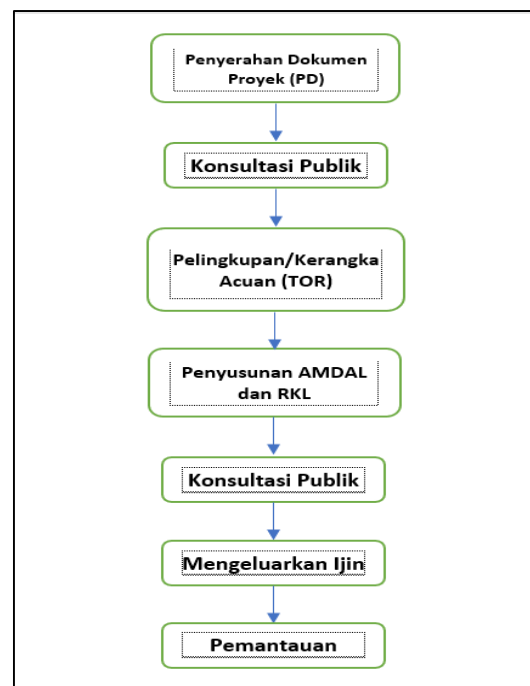 Penyerahan Dokumen
Proyek (PD)
Konsultasi Publik
Pelingkupan/Kerangka
Acuan (TOR)
Penyusunan AMDAL
dan RKL
Konsultasi Publik
Mengeluarkan Ijin
Pemantauan